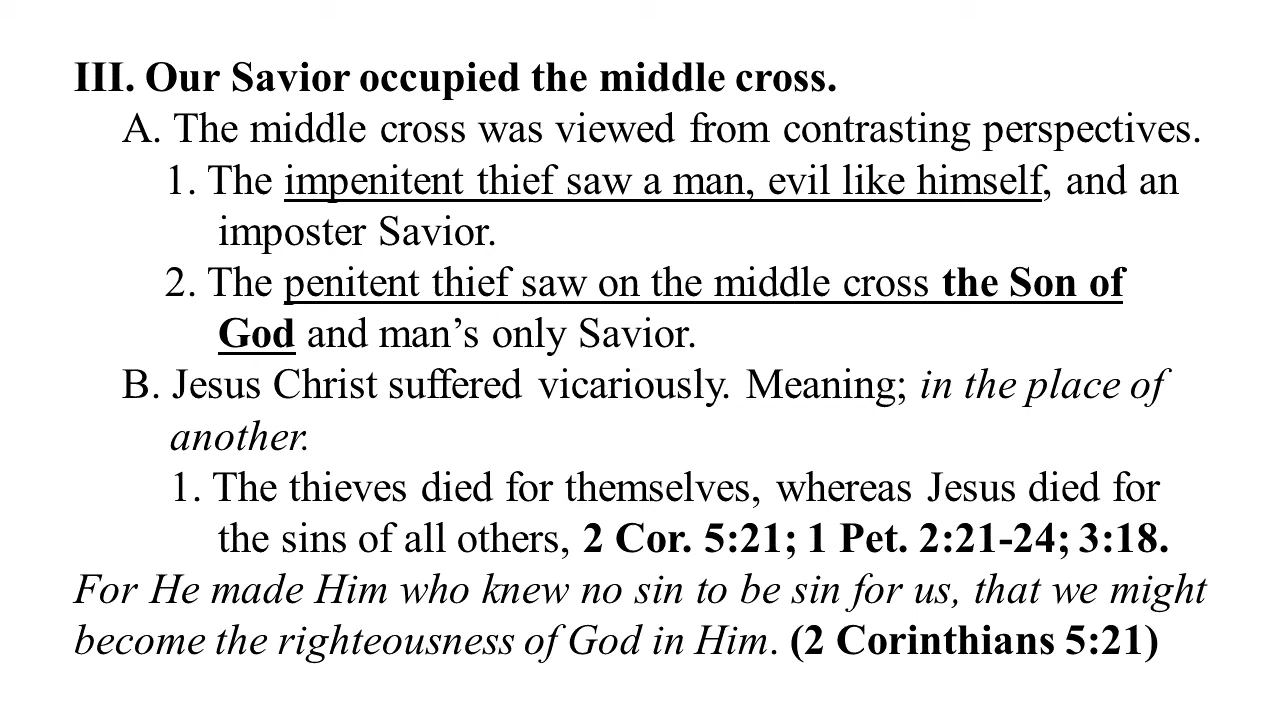 III. Our Savior occupied the middle cross.
A. The middle cross was viewed from contrasting perspectives.
1. The impenitent thief saw a man, evil like himself, and an
imposter Savior.
2. The penitent thief saw on the middle cross the Son of
God and man’s only Savior.
B. Jesus Christ suffered vicariously. Meaning; in the place of
another.
1. The thieves died for themselves, whereas Jesus died for
the sins of all others, 2 Cor. 5:21; 1 Pet. 2:21-24; 3:18.
For He made Him who knew no sin to be sin for us, that we might
become the righteousness of God in Him. (2 Corinthians 5:21)